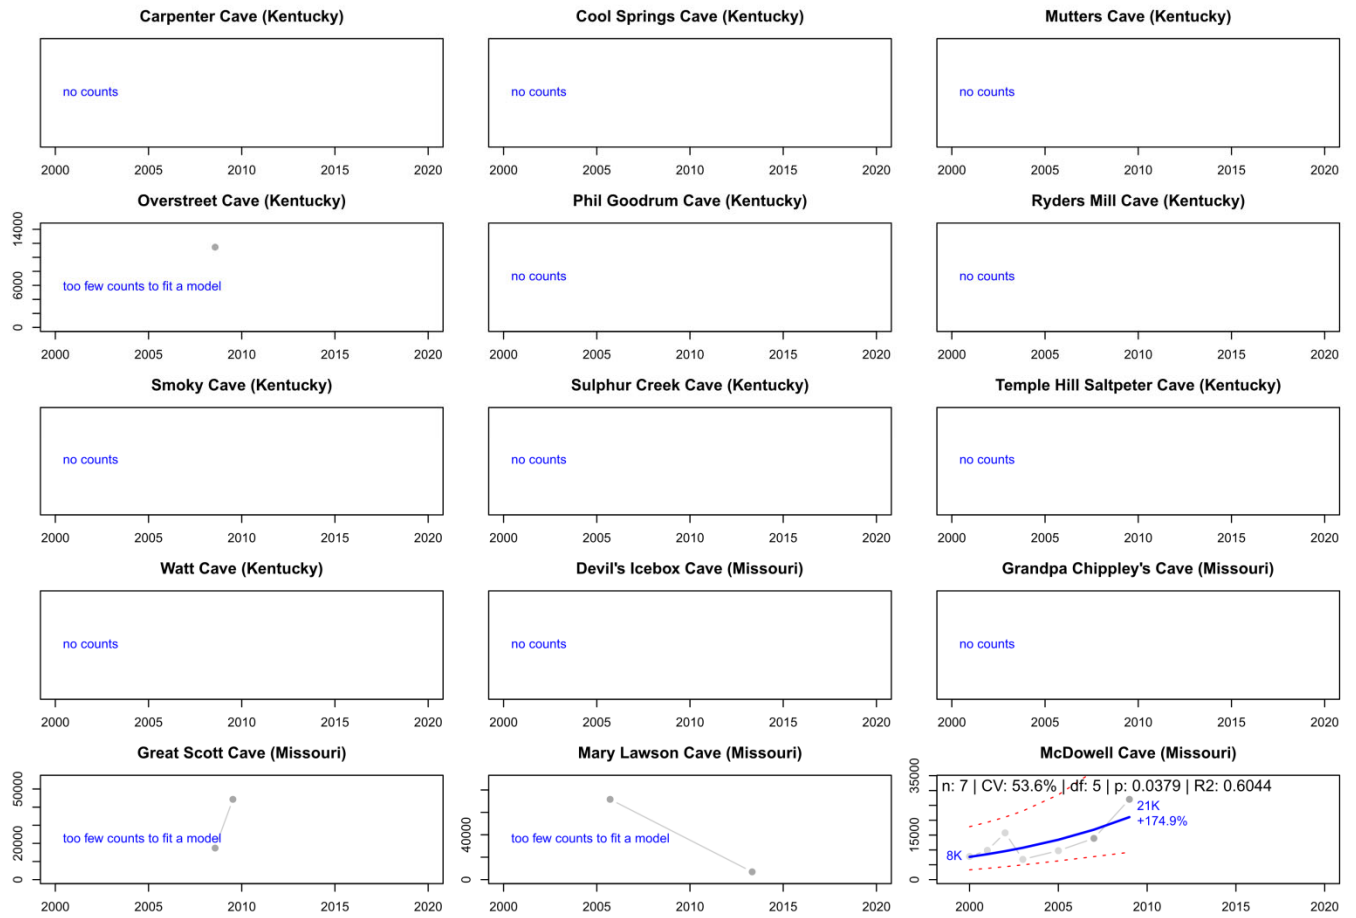 Carpenter Cave (Kentucky)
Cool Springs Cave (Kentucky)
Mutters Cave (Kentucky)
no counts
no counts
no counts
2000 2005 2010 2015 2020
2000 2005 2010 2015 2020
2000 2005 2010 2015 2020
Overstreet Cave (Kentucky)
Phil Goodrum Cave (Kentucky)
Ryders Mill Cave (Kentucky)
14000
6000
0
too few counts to fit a model
no counts
no counts
2000 2005 2010 2015 2020
2000 2005 2010 2015 2020
2000 2005 2010 2015 2020
Smoky Cave (Kentucky)
Sulphur Creek Cave (Kentucky)
Temple Hill Saltpeter Cave (Kentucky)
no counts
no counts
no counts
2000 2005 2010 2015 2020
2000 2005 2010 2015 2020
2000 2005 2010 2015 2020
Watt Cave (Kentucky)
Devil's Icebox Cave (Missouri)
Grandpa Chippley's Cave (Missouri)
no counts
no counts
no counts
2000 2005 2010 2015 2020
2000 2005 2010 2015 2020
2000 2005 2010 2015 2020
Great Scott Cave (Missouri)
Mary Lawson Cave (Missouri)
McDowell Cave (Missouri)
50000
20000
0
too few counts to fit a model
40000
0
too few counts to fit a model
35000
15000
0
n: 7 | CV: 53.6% | df: 5 | p: 0.0379 | R2: 0.6044
21K
+174.9%
8K
2000 2005 2010 2015 2020
2000 2005 2010 2015 2020
2000 2005 2010 2015 2020